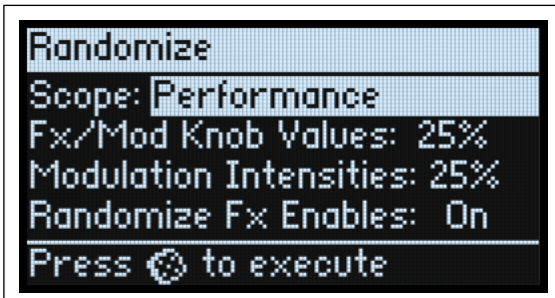 Randomize
Scope: Performance
Fx/Mod Knob Values: 25%
Modulation Intensities: 25%
Randomize Fx Enables: On
Press to execute